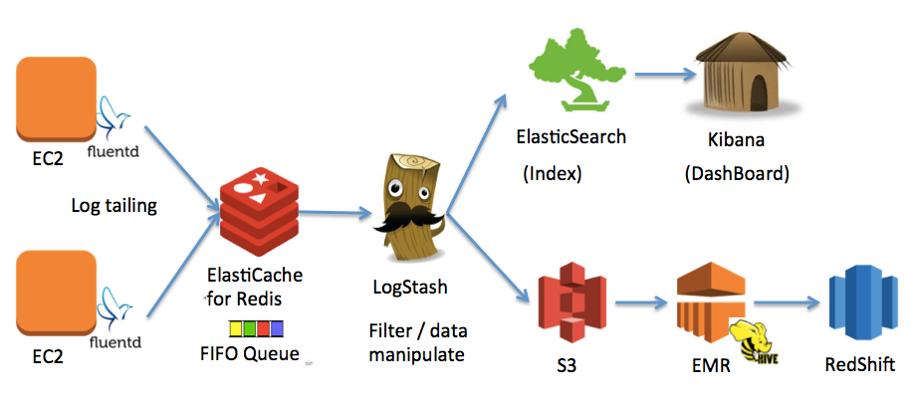 EC2
fluentd
Log tailing
EC2
fluentd
ElastiCache
for Redis
FIFO Queue
LogStash
Filter / data
manipulate
ElasticSearch
(Index)
Kibana
(DashBoard)
S3
EMR
HIVE
RedShift